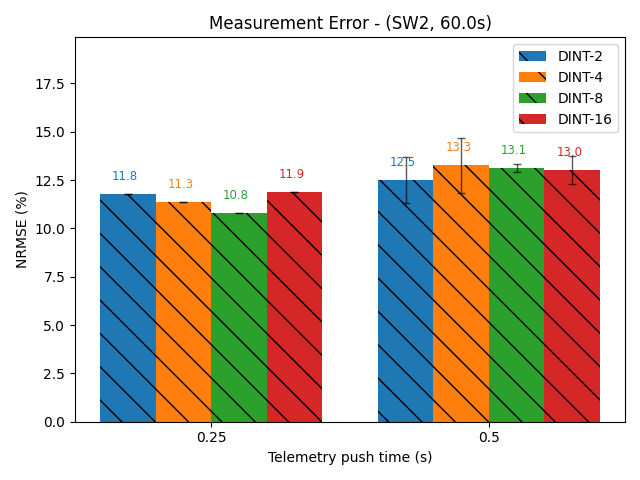 Measurement Error - (SW2, 60.0s)
DINT-2
DINT-4
DINT-8
DINT-16
17.5
15.0
12.5
10.0
7.5
5.0
2.5
0.0
NRMSE (%)
11.8
11.3
10.8
11.9
12.5
13.3
13.1
13.0
0.25
0.5
Telemetry push time (s)